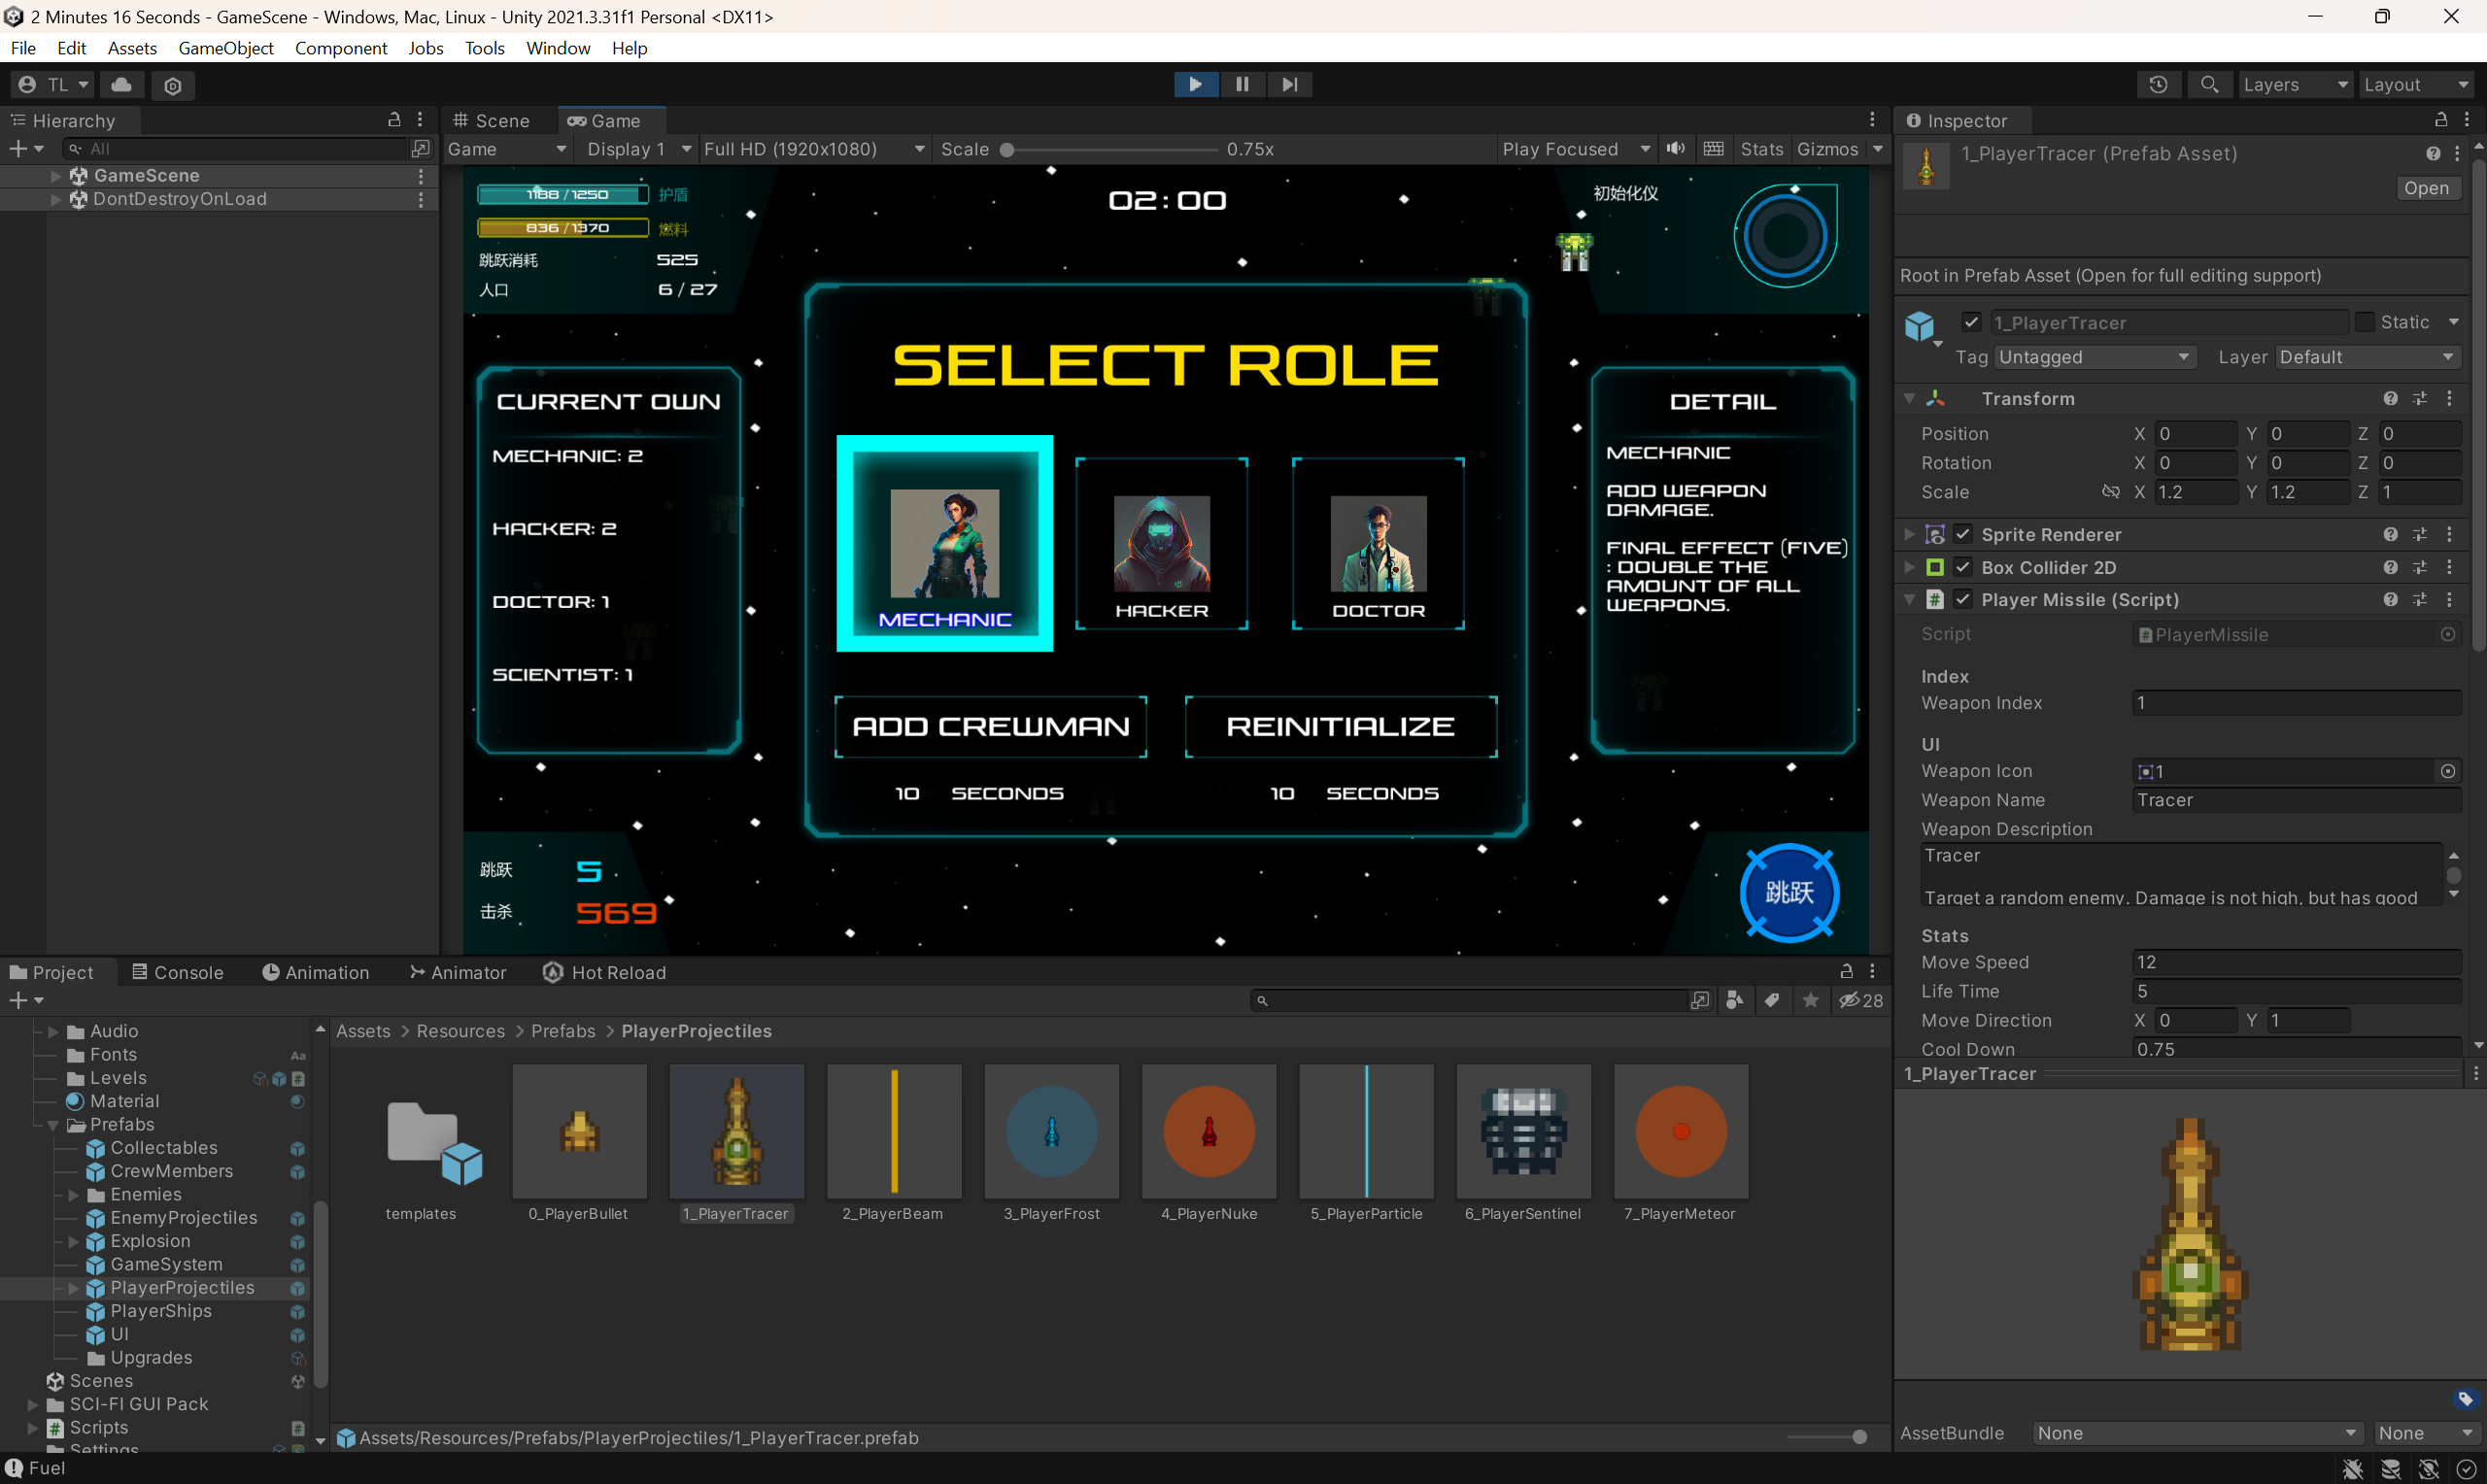 2 Minutes 16 Seconds - GameScene - Windows, Mac, Linux - Unity 2021.3.31f1 Personal <DX11>
File Edit Assets GameObject Component Jobs Tools Window Help
TL
Layers Layout
Hierarchy
All
GameScene
DontDestroyOnLoad
Scene Game
Game Display 1 Full HD (1920x1080) Scale 0.75x Play Focused Stats Gizmos
1188 / 1250 护盾
836 / 1370 燃料
跳跃消耗 525
人口 6 / 27
02:00
初始化仪
CURRENT OWN
MECHANIC: 2
HACKER: 2
DOCTOR: 1
SCIENTIST: 1
SELECT ROLE
MECHANIC
HACKER
DOCTOR
ADD CREWMAN
REINITIALIZE
10 SECONDS
10 SECONDS
DETAIL
MECHANIC
ADD WEAPON
DAMAGE.
FINAL EFFECT (FIVE)
: DOUBLE THE
AMOUNT OF ALL
WEAPONS.
跳跃 5
击杀 569
跳跃
Inspector
1_PlayerTracer (Prefab Asset)
Open
Root in Prefab Asset (Open for full editing support)
1_PlayerTracer Static
Tag Untagged Layer Default
Transform
Position X 0 Y 0 Z 0
Rotation X 0 Y 0 Z 0
Scale X 1.2 Y 1.2 Z 1
Sprite Renderer
Box Collider 2D
Player Missile (Script)
Script PlayerMissile
Index
Weapon Index 1
UI
Weapon Icon 1
Weapon Name Tracer
Weapon Description
Tracer
Target a random enemy. Damage is not high, but has good
Stats
Move Speed 12
Life Time 5
Move Direction X 0 Y 1
Cool Down 0.75
1_PlayerTracer
AssetBundle None None
Project Console Animation Animator Hot Reload
28
Audio
Fonts Aa
Levels
Material
Prefabs
Collectables
CrewMembers
Enemies
EnemyProjectiles
Explosion
GameSystem
PlayerProjectiles
PlayerShips
UI
Upgrades
Scenes
SCI-FI GUI Pack
Scripts
Settings
Assets > Resources > Prefabs > PlayerProjectiles
templates
0_PlayerBullet
1_PlayerTracer
2_PlayerBeam
3_PlayerFrost
4_PlayerNuke
5_PlayerParticle
6_PlayerSentinel
7_PlayerMeteor
Assets/Resources/Prefabs/PlayerProjectiles/1_PlayerTracer.prefab
Fuel